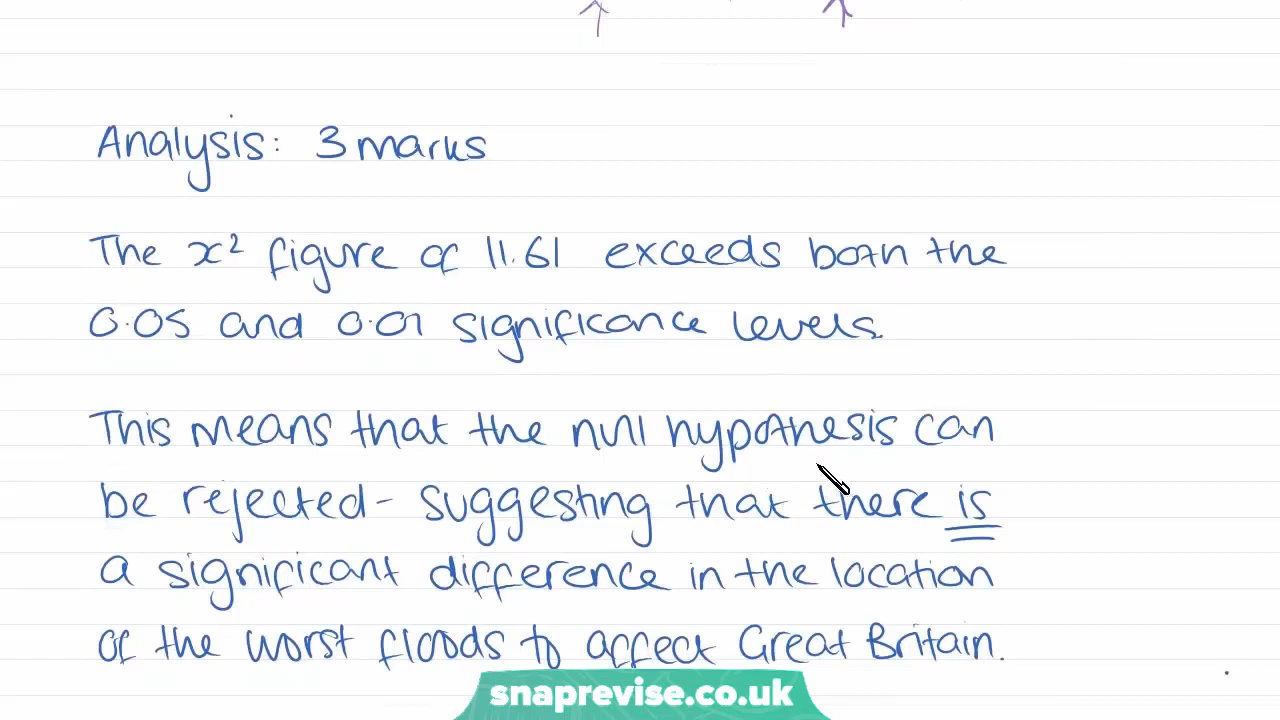 Analysis: 3 marks
The x² figure of 11.61 exceeds both the
0.05 and 0.01 significance levels.
This means that the null hypothesis can
be rejected - suggesting that there is
a significant difference in the location
of the worst floods to affect Great Britain.
snaprevise.co.uk